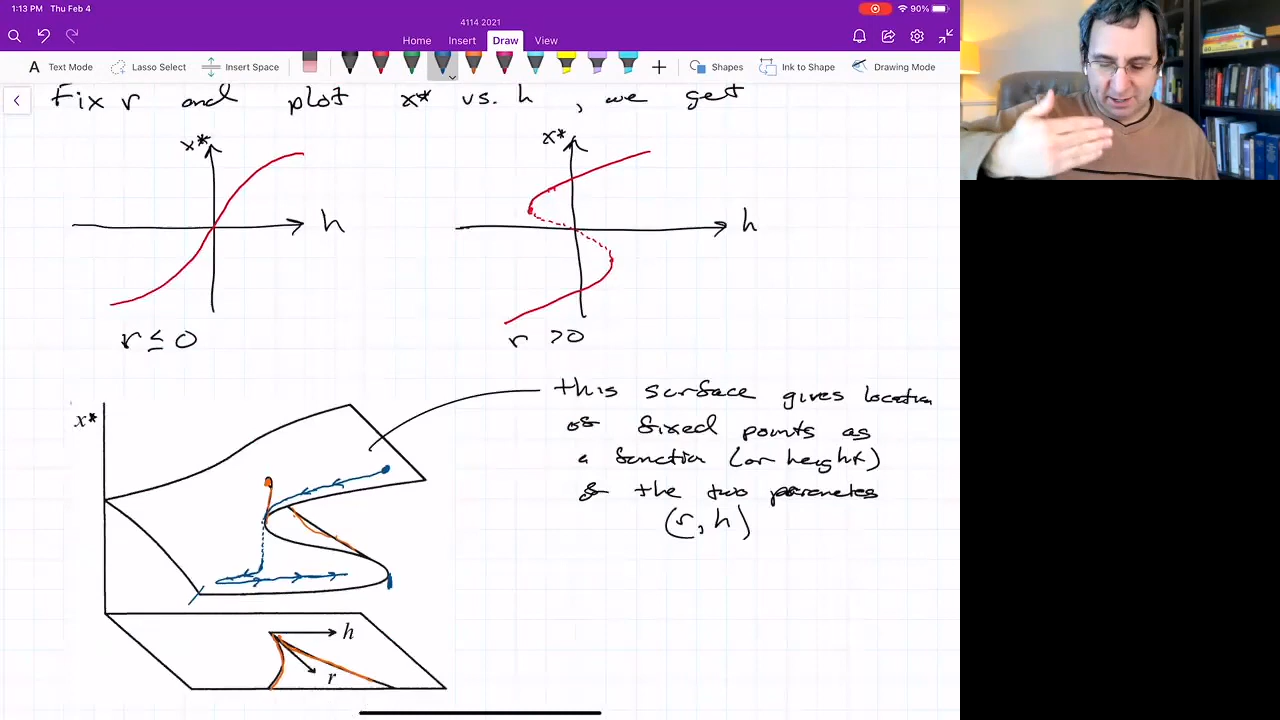 1:13 PM Thu Feb 4
90%
4114 2021
Home Insert Draw View
A Text Mode Lasso Select Insert Space Shapes Ink to Shape Drawing Mode
Fix r and plot x* vs. h, we get
x*
h
r ≤ 0
x*
h
r > 0
this surface gives location
of fixed points as
a function (or height)
of the two parameters
(r, h)
x*
h
r